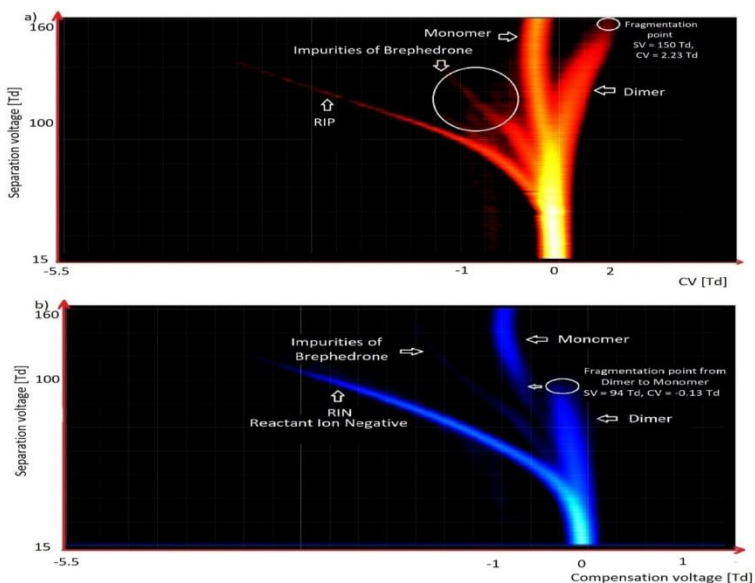 a)
160
Separation voltage [Td]
100
15
-5.5
-1
0
2
CV [Td]
Monomer
Impurities of
Brephedrone
RIP
Dimer
Fragmentation
point
SV = 150 Td,
CV = 2.23 Td
b)
160
Separation voltage [Td]
100
15
-5.5
-1
0
1
Compensation voltage [Td]
Impurities of
Brephedrone
Monomer
RIN
Reactant Ion Negative
Fragmentation point from
Dimer to Monomer
SV = 94 Td, CV = -0.13 Td
Dimer